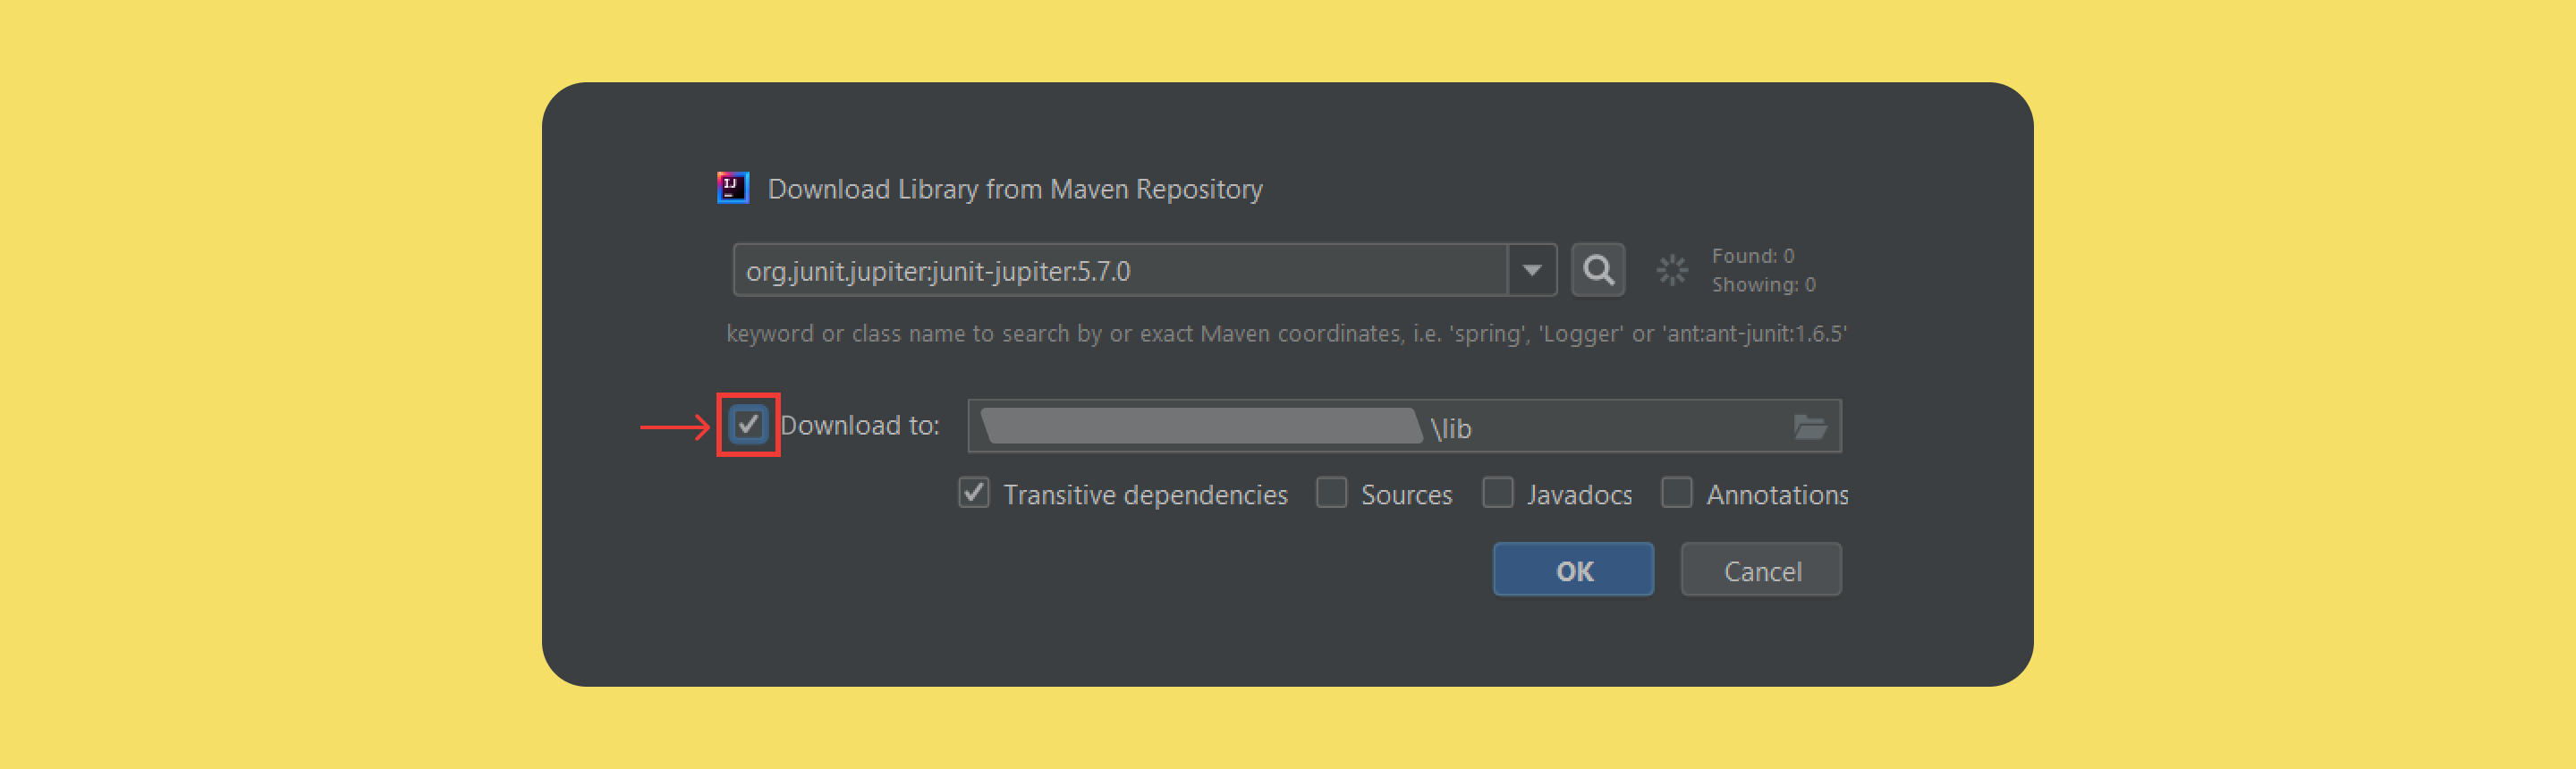 IJ
Download Library from Maven Repository
org.junit.jupiter:junit-jupiter:5.7.0
Found: 0
Showing: 0
keyword or class name to search by or exact Maven coordinates, i.e. 'spring', 'Logger' or 'ant:ant-junit:1.6.5'
Download to: \lib
Transitive dependencies Sources Javadocs Annotations
OK Cancel